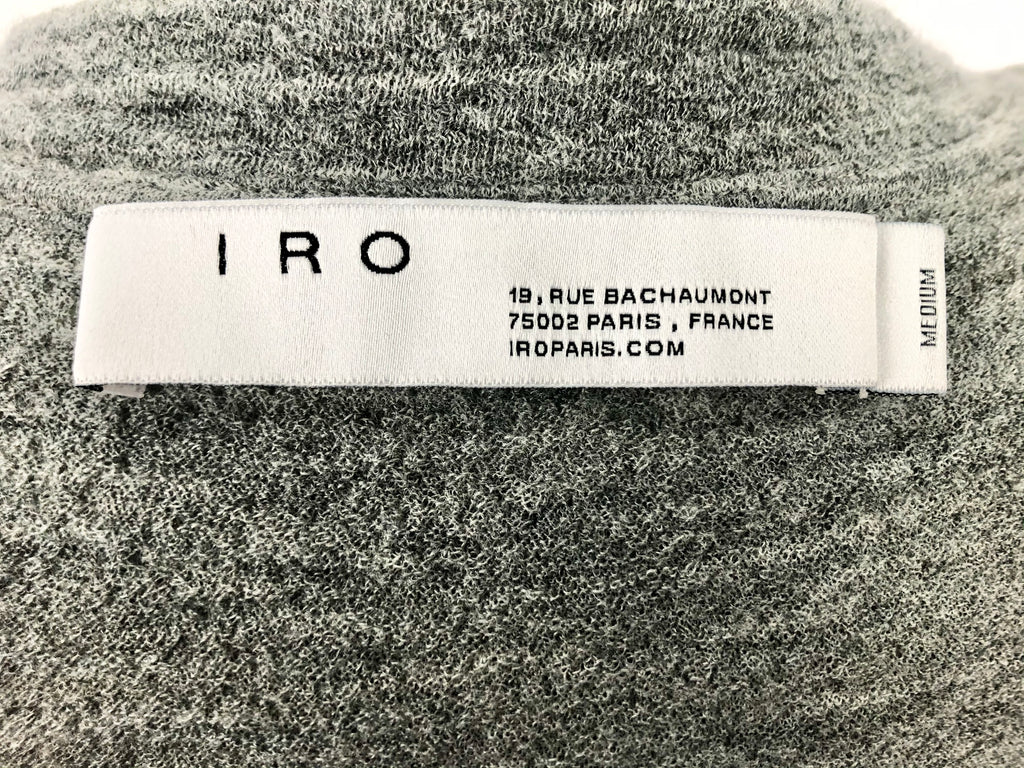 IRO
19, RUE BACHAUMONT
75002 PARIS, FRANCE
IROPARIS.COM
MEDIUM